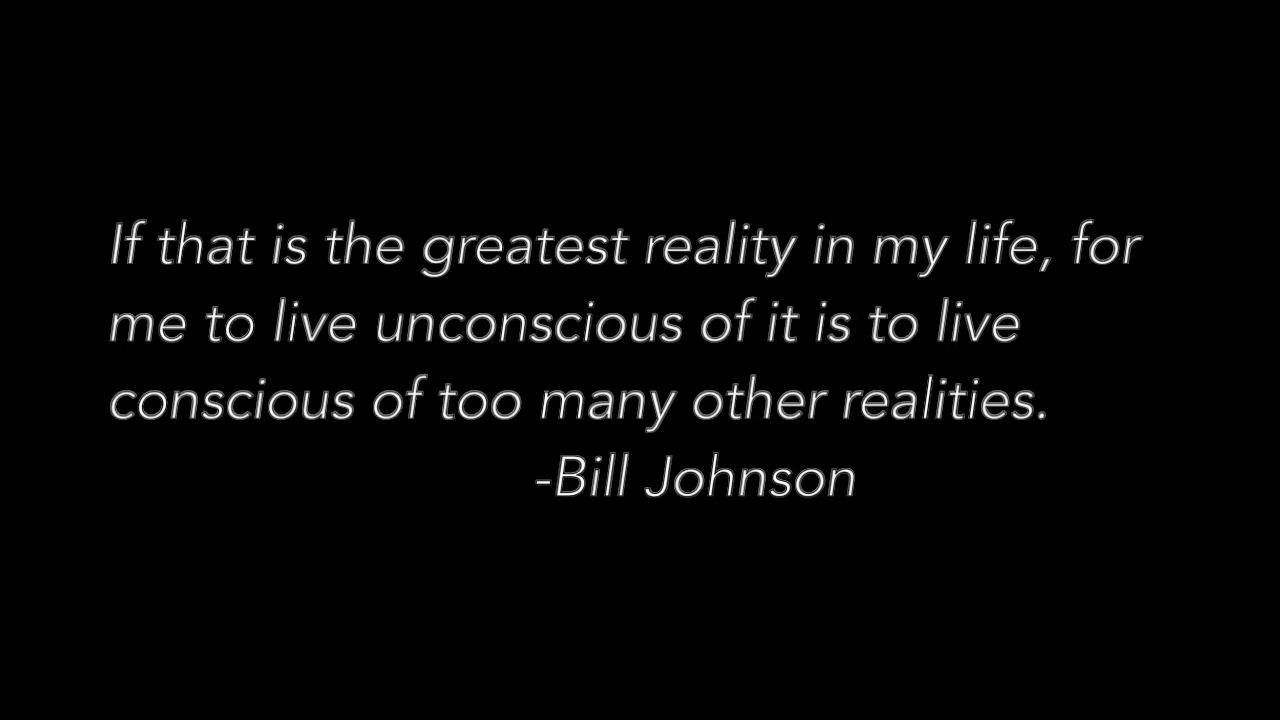 If that is the greatest reality in my life, for
me to live unconscious of it is to live
conscious of too many other realities.
-Bill Johnson